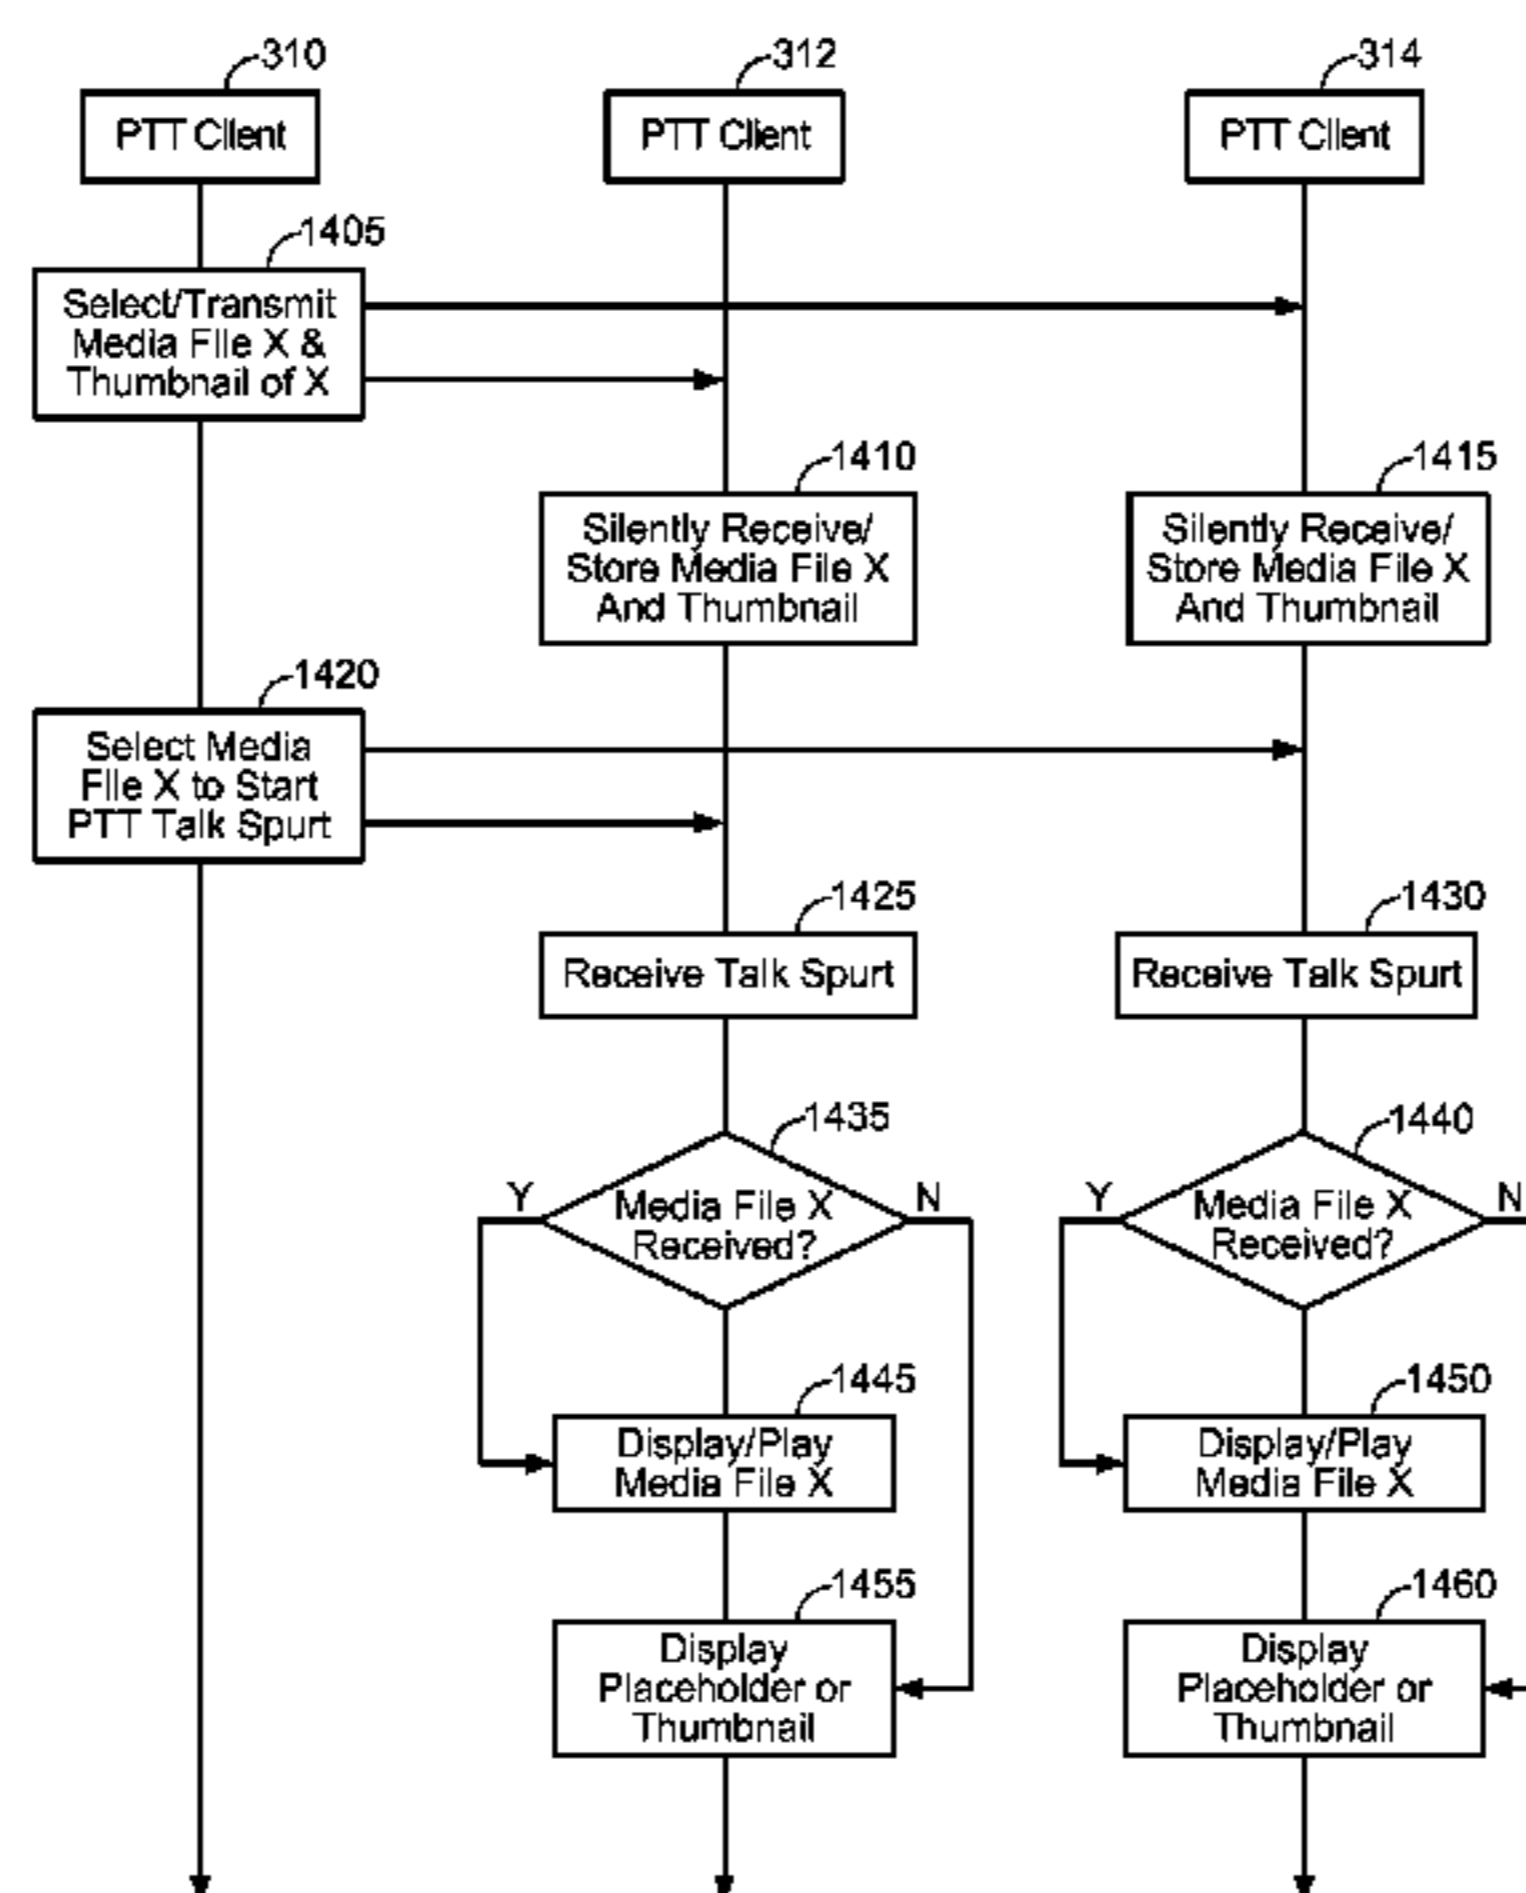 310
312
314
PTT Client
PTT Client
PTT Client
1405
Select/Transmit
Media File X &
Thumbnail of X
1410
1415
Silently Receive/
Store Media File X
And Thumbnail
Silently Receive/
Store Media File X
And Thumbnail
1420
Select Media
File X to Start
PTT Talk Spurt
1425
1430
Receive Talk Spurt
Receive Talk Spurt
1435
1440
Y
Media File X
Received?
N
Y
Media File X
Received?
N
1445
1450
Display/Play
Media File X
Display/Play
Media File X
1455
1460
Display
Placeholder or
Thumbnail
Display
Placeholder or
Thumbnail